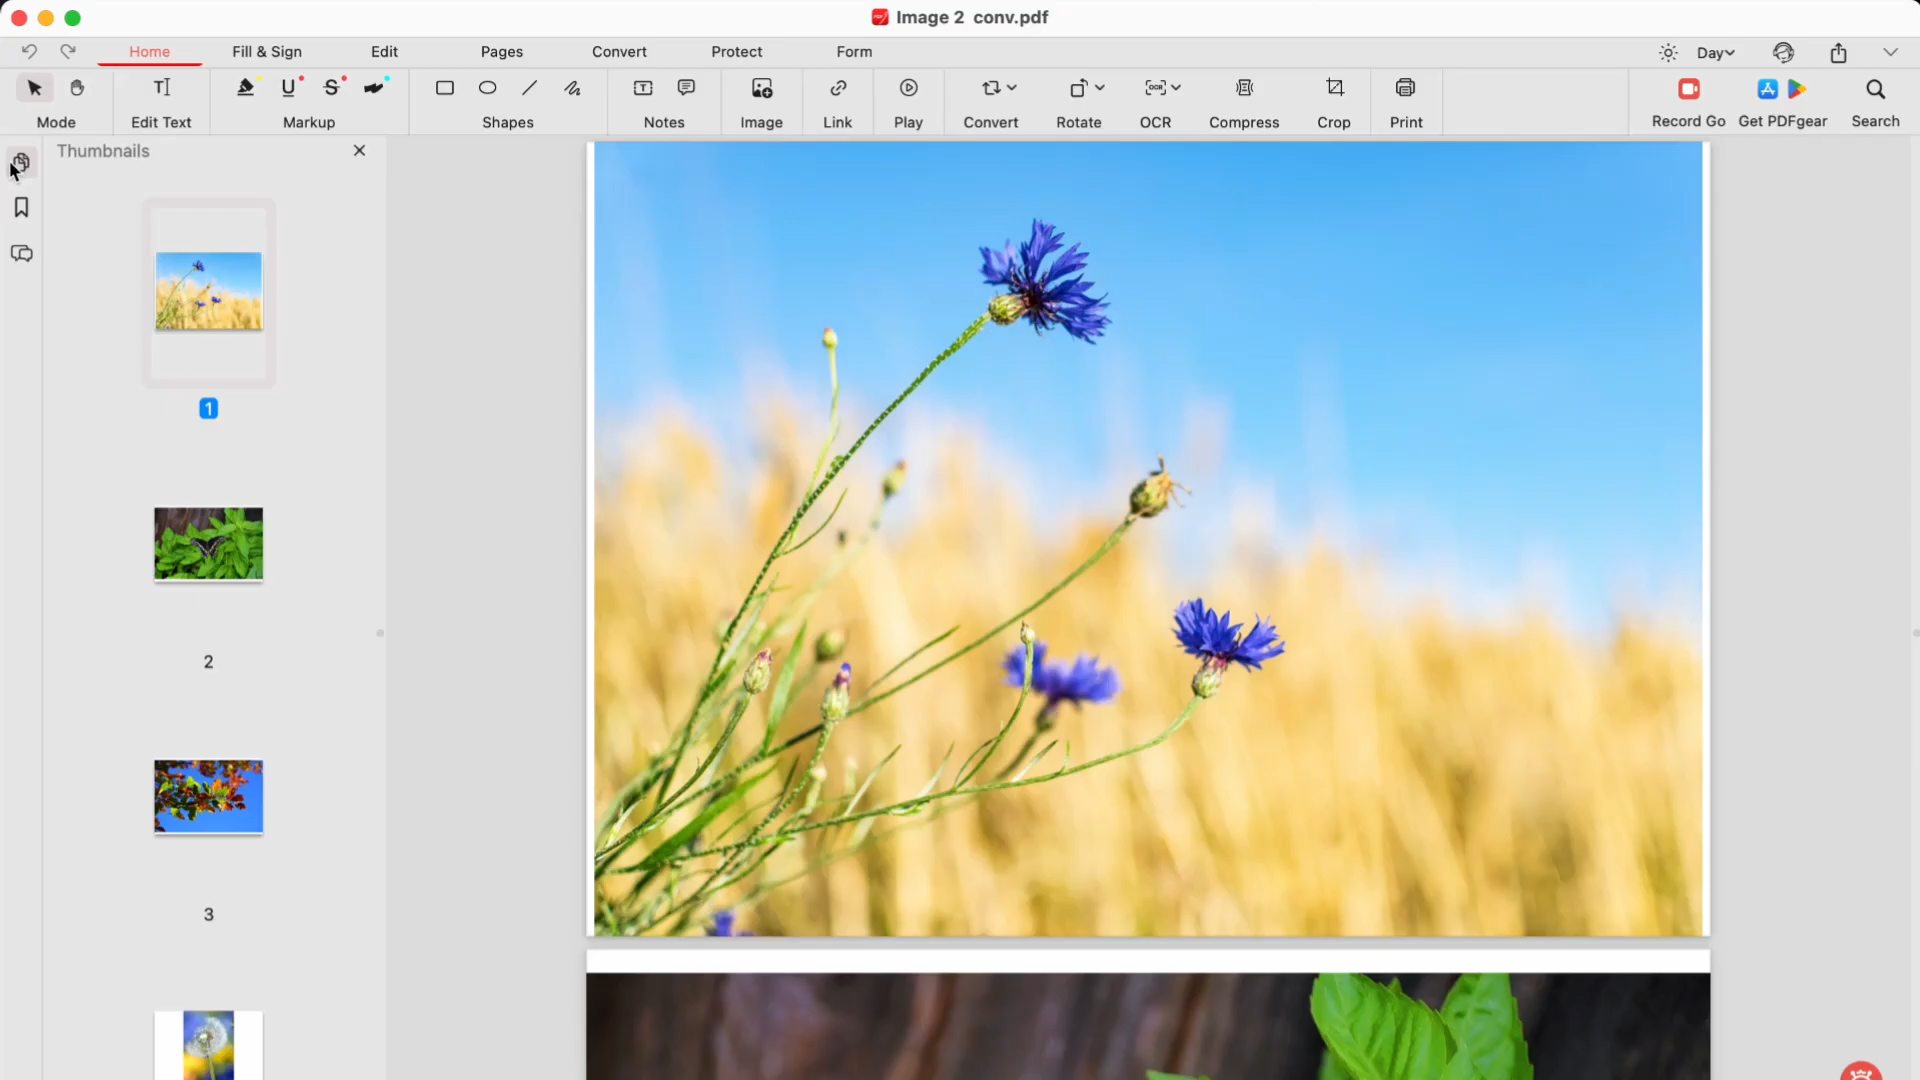 Image 2 conv.pdf
Home Fill & Sign Edit Pages Convert Protect Form Day
Mode Edit Text Markup Shapes Notes Image Link Play Convert Rotate OCR Compress Crop Print Record Go Get PDFgear Search
Thumbnails
1
2
3